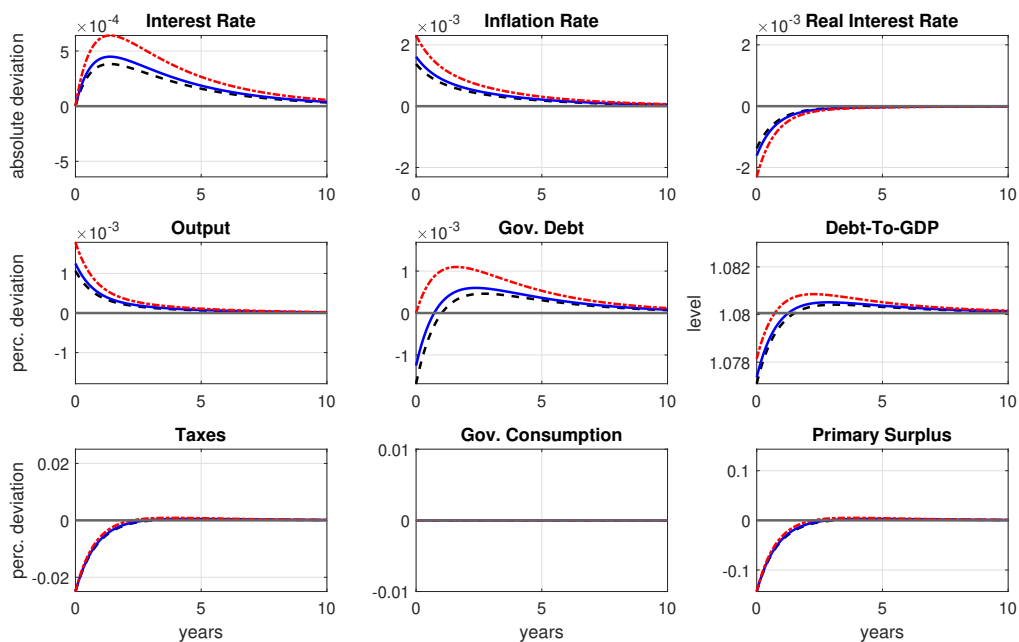 Interest Rate
×10⁻⁴
absolute deviation
5
0
-5
0 5 10
Inflation Rate
×10⁻³
2
0
-2
0 5 10
Real Interest Rate
×10⁻³
2
0
-2
0 5 10
Output
×10⁻³
perc. deviation
1
0
-1
0 5 10
Gov. Debt
×10⁻³
1
0
-1
0 5 10
Debt-To-GDP
level
1.082
1.08
1.078
0 5 10
Taxes
perc. deviation
0.02
0
-0.02
0 5 10
years
Gov. Consumption
0.01
0
-0.01
0 5 10
years
Primary Surplus
0.1
0
-0.1
0 5 10
years